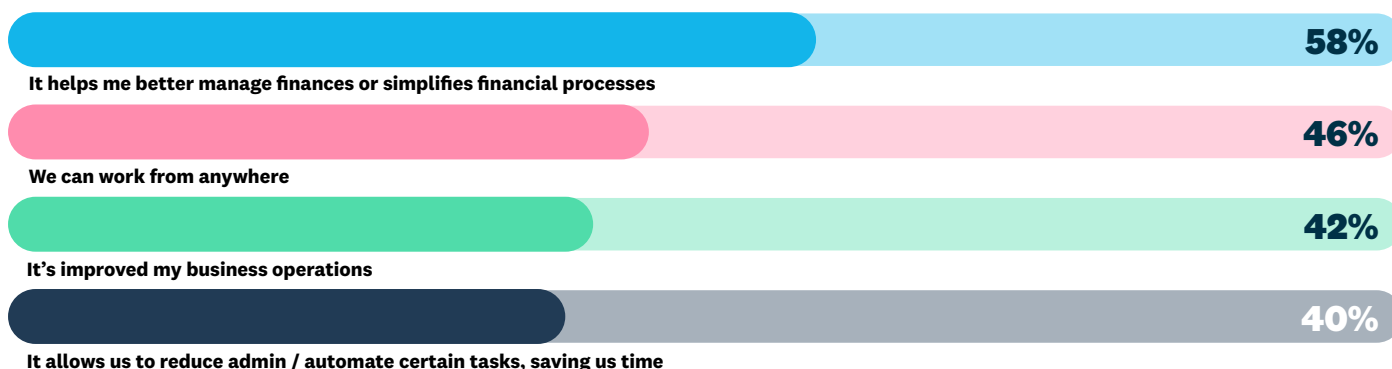 58%
It helps me better manage finances or simplifies financial processes
46%
We can work from anywhere
42%
It’s improved my business operations
40%
It allows us to reduce admin / automate certain tasks, saving us time